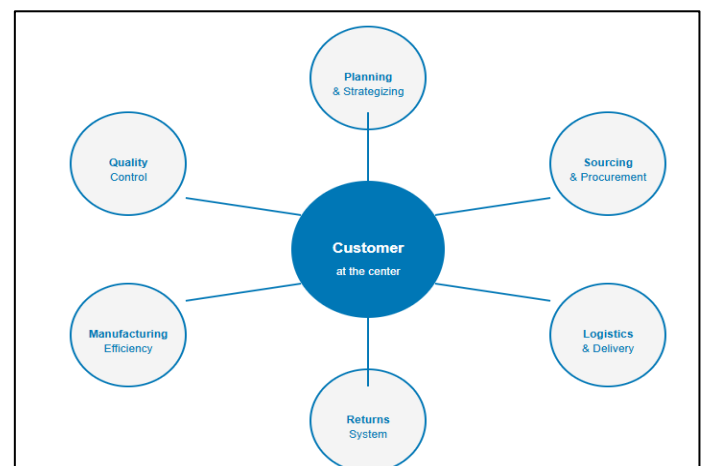 Planning
& Strategizing
Quality
Control
Sourcing
& Procurement
Customer
at the center
Manufacturing
Efficiency
Logistics
& Delivery
Returns
System